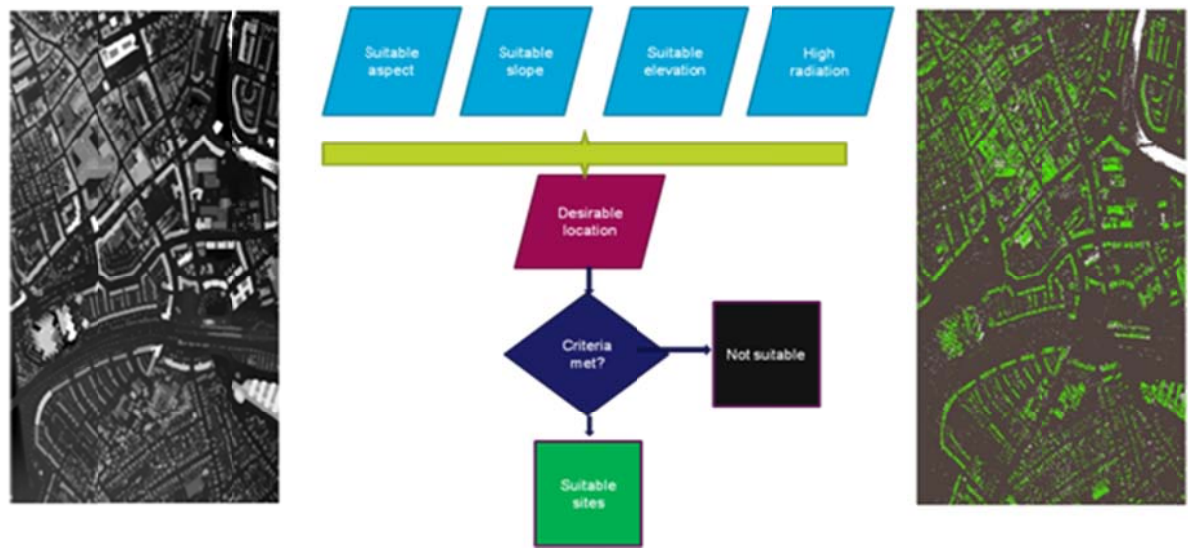 Suitable
aspect
Suitable
slope
Suitable
elevation
High
radiation
Desirable
location
Criteria
met?
Not suitable
Suitable
sites